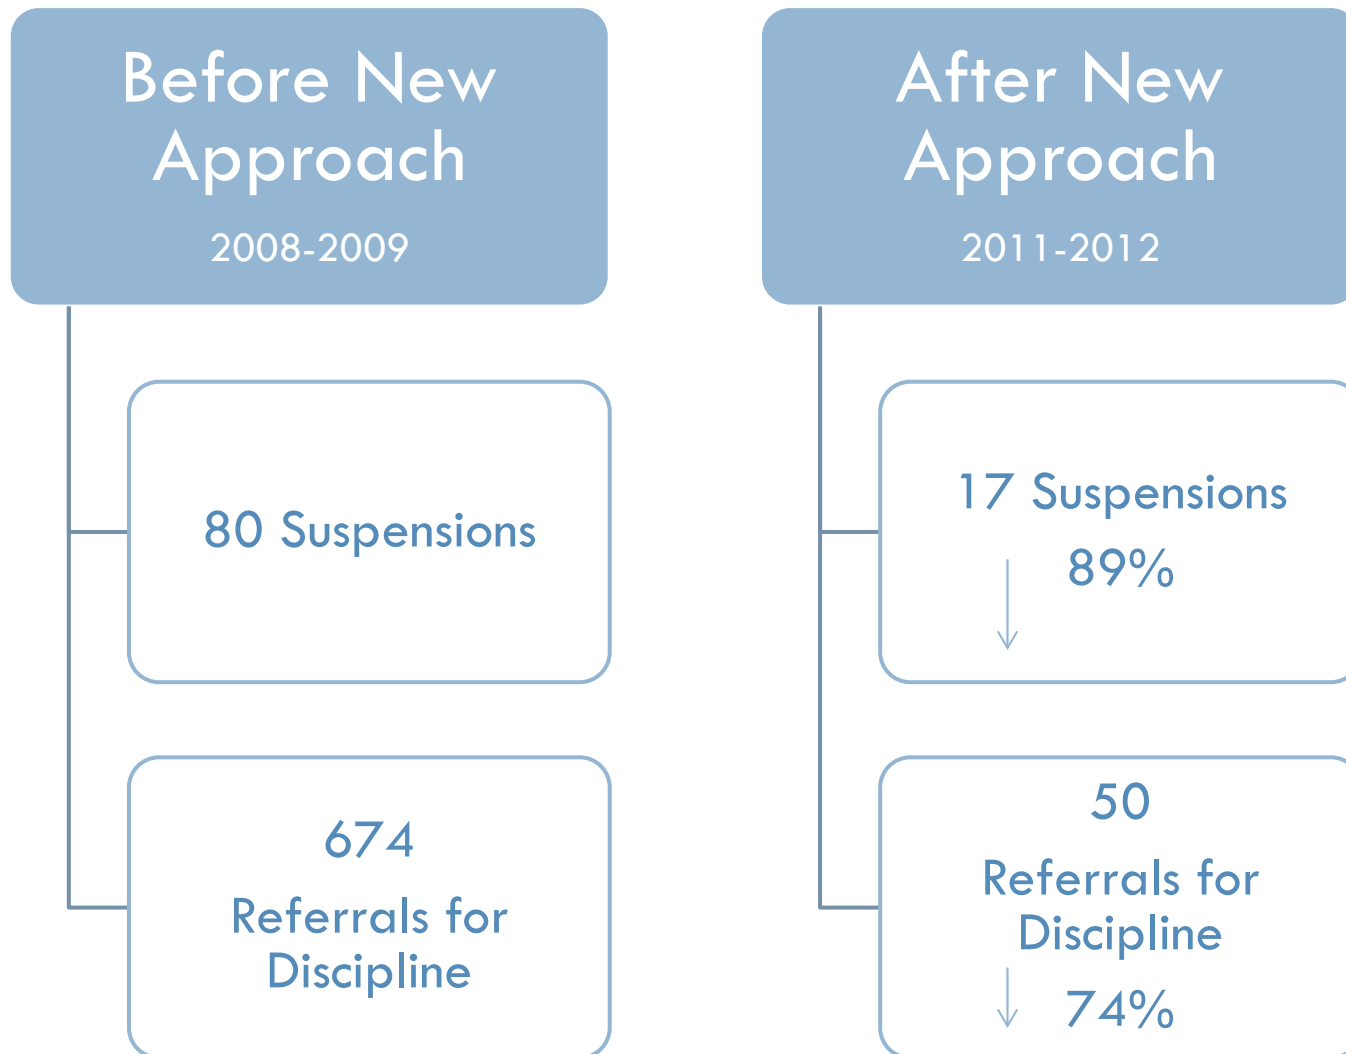 Before New
Approach
2008-2009
80 Suspensions
674
Referrals for
Discipline
After New
Approach
2011-2012
17 Suspensions
89%
50
Referrals for
Discipline
74%